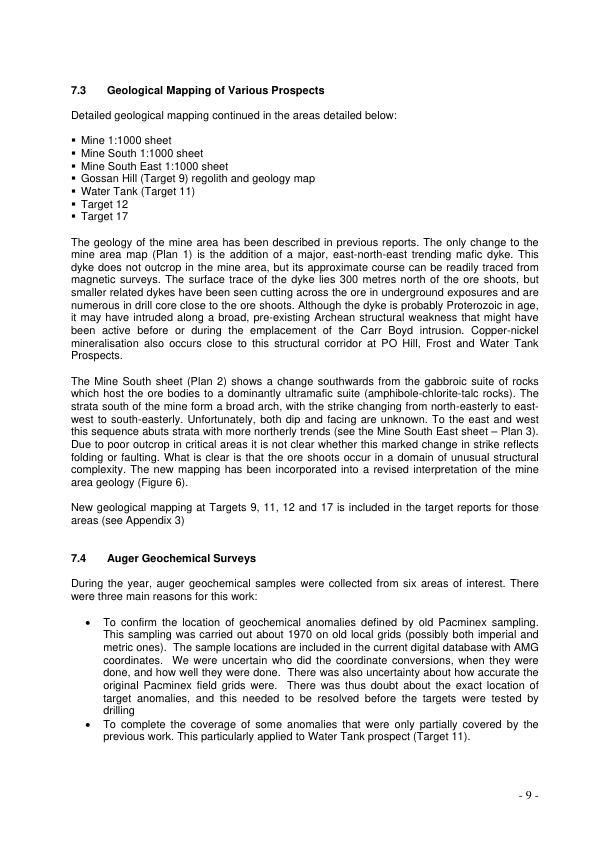 7.3 Geological Mapping of Various Prospects
Detailed geological mapping continued in the areas detailed below:
▪ Mine 1:1000 sheet
▪ Mine South 1:1000 sheet
▪ Mine South East 1:1000 sheet
▪ Gossan Hill (Target 9) regolith and geology map
▪ Water Tank (Target 11)
▪ Target 12
▪ Target 17
The geology of the mine area has been described in previous reports. The only change to the
mine area map (Plan 1) is the addition of a major, east-north-east trending mafic dyke. This
dyke does not outcrop in the mine area, but its approximate course can be readily traced from
magnetic surveys. The surface trace of the dyke lies 300 metres north of the ore shoots, but
smaller related dykes have been seen cutting across the ore in underground exposures and are
numerous in drill core close to the ore shoots. Although the dyke is probably Proterozoic in age,
it may have intruded along a broad, pre-existing Archean structural weakness that might have
been active before or during the emplacement of the Carr Boyd intrusion. Copper-nickel
mineralisation also occurs close to this structural corridor at PO Hill, Frost and Water Tank
Prospects.
The Mine South sheet (Plan 2) shows a change southwards from the gabbroic suite of rocks
which host the ore bodies to a dominantly ultramafic suite (amphibole-chlorite-talc rocks). The
strata south of the mine form a broad arch, with the strike changing from north-easterly to east-
west to south-easterly. Unfortunately, both dip and facing are unknown. To the east and west
this sequence abuts strata with more northerly trends (see the Mine South East sheet – Plan 3).
Due to poor outcrop in critical areas it is not clear whether this marked change in strike reflects
folding or faulting. What is clear is that the ore shoots occur in a domain of unusual structural
complexity. The new mapping has been incorporated into a revised interpretation of the mine
area geology (Figure 6).
New geological mapping at Targets 9, 11, 12 and 17 is included in the target reports for those
areas (see Appendix 3)
7.4 Auger Geochemical Surveys
During the year, auger geochemical samples were collected from six areas of interest. There
were three main reasons for this work:
• To confirm the location of geochemical anomalies defined by old Pacminex sampling.
This sampling was carried out about 1970 on old local grids (possibly both imperial and
metric ones). The sample locations are included in the current digital database with AMG
coordinates. We were uncertain who did the coordinate conversions, when they were
done, and how well they were done. There was also uncertainty about how accurate the
original Pacminex field grids were. There was thus doubt about the exact location of
target anomalies, and this needed to be resolved before the targets were tested by
drilling
• To complete the coverage of some anomalies that were only partially covered by the
previous work. This particularly applied to Water Tank prospect (Target 11).
- 9 -